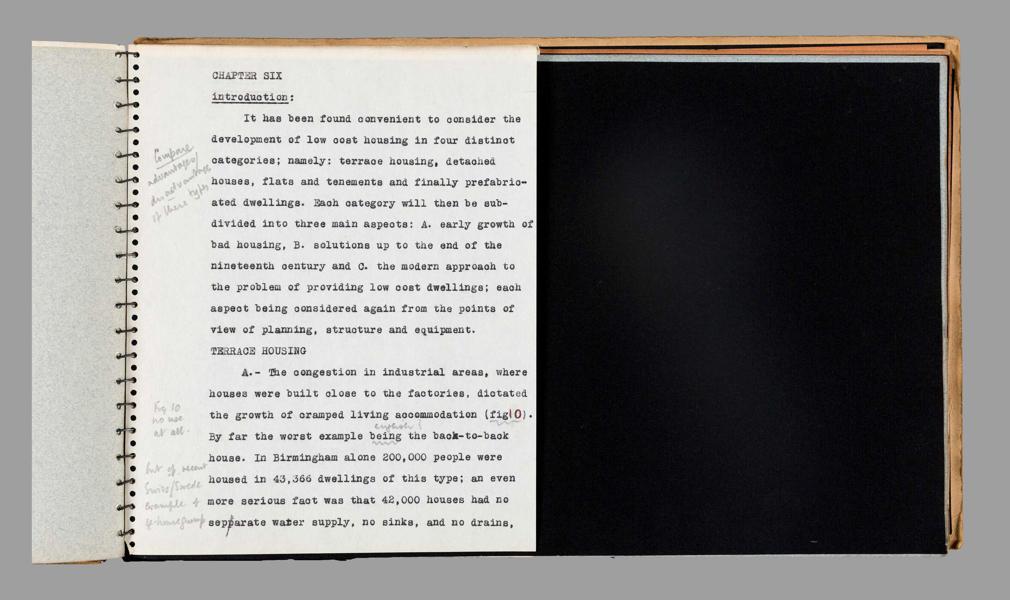 CHAPTER SIX
introduction:
It has been found convenient to consider the
development of low cost housing in four distinct
categories; namely: terrace housing, detached
houses, flats and tenements and finally prefabric-
ated dwellings. Each category will then be sub-
divided into three main aspects: A. early growth of
bad housing, B. solutions up to the end of the
nineteenth century and C. the modern approach to
the problem of providing low cost dwellings; each
aspect being considered again from the points of
view of planning, structure and equipment.
TERRACE HOUSING
A.- The congestion in industrial areas, where
houses were built close to the factories, dictated
the growth of cramped living accommodation (fig10).
By far the worst example being the back-to-back
house. In Birmingham alone 200,000 people were
housed in 43,366 dwellings of this type; an even
more serious fact was that 42,000 houses had no
sepparate water supply, no sinks, and no drains,
Compare
advantages/
disadvantages
of these types
Fig 10
no use
at all.
but of recent
Swiss/Swede
example of